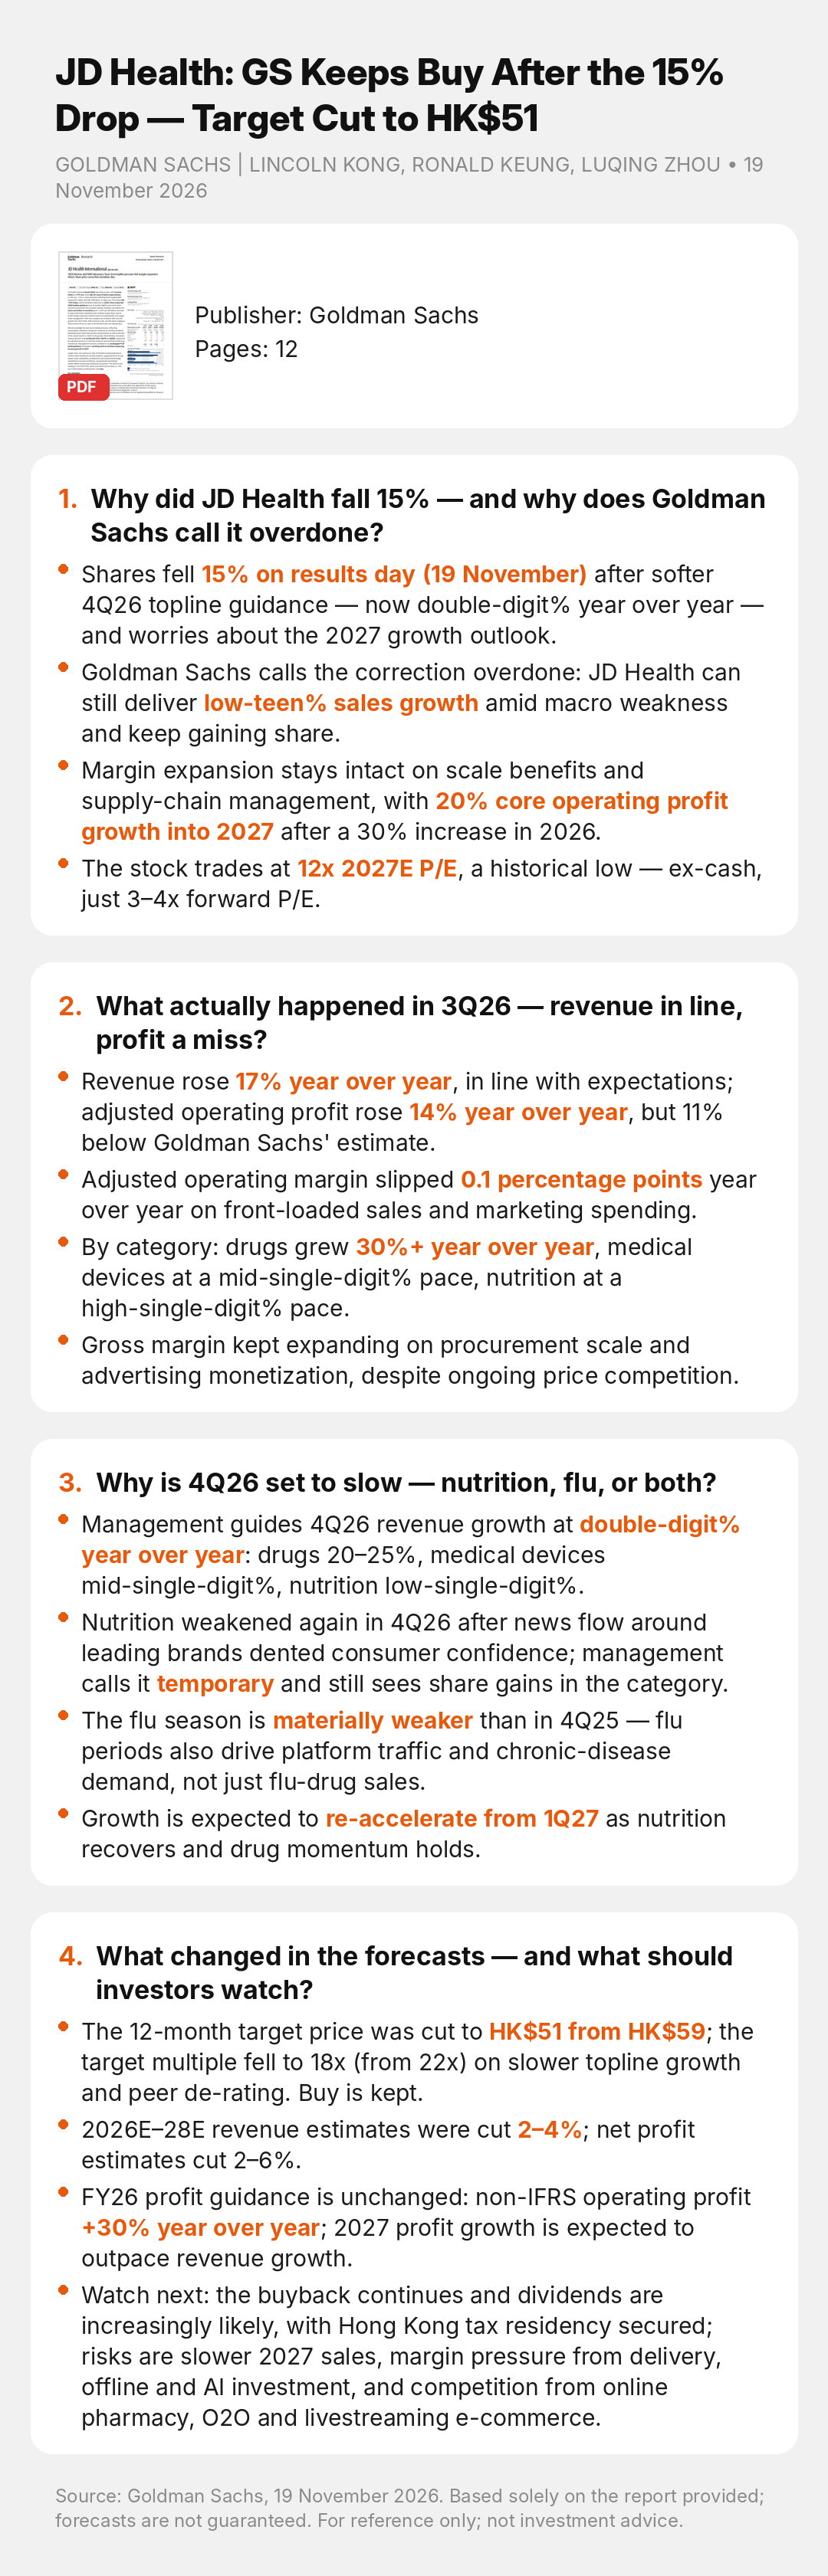 JD Health: GS Keeps Buy After the 15%
Drop — Target Cut to HK$51
GOLDMAN SACHS | LINCOLN KONG, RONALD KEUNG, LUQING ZHOU • 19
November 2026
PDF
Publisher: Goldman Sachs
Pages: 12
1. Why did JD Health fall 15% — and why does Goldman
Sachs call it overdone?
• Shares fell 15% on results day (19 November) after softer
4Q26 topline guidance — now double-digit% year over year —
and worries about the 2027 growth outlook.
• Goldman Sachs calls the correction overdone: JD Health can
still deliver low-teen% sales growth amid macro weakness
and keep gaining share.
• Margin expansion stays intact on scale benefits and
supply-chain management, with 20% core operating profit
growth into 2027 after a 30% increase in 2026.
• The stock trades at 12x 2027E P/E, a historical low — ex-cash,
just 3–4x forward P/E.
2. What actually happened in 3Q26 — revenue in line,
profit a miss?
• Revenue rose 17% year over year, in line with expectations;
adjusted operating profit rose 14% year over year, but 11%
below Goldman Sachs' estimate.
• Adjusted operating margin slipped 0.1 percentage points year
over year on front-loaded sales and marketing spending.
• By category: drugs grew 30%+ year over year, medical
devices at a mid-single-digit% pace, nutrition at a
high-single-digit% pace.
• Gross margin kept expanding on procurement scale and
advertising monetization, despite ongoing price competition.
3. Why is 4Q26 set to slow — nutrition, flu, or both?
• Management guides 4Q26 revenue growth at double-digit%
year over year: drugs 20–25%, medical devices
mid-single-digit%, nutrition low-single-digit%.
• Nutrition weakened again in 4Q26 after news flow around
leading brands dented consumer confidence; management
calls it temporary and still sees share gains in the category.
• The flu season is materially weaker than in 4Q25 — flu
periods also drive platform traffic and chronic-disease
demand, not just flu-drug sales.
• Growth is expected to re-accelerate from 1Q27 as nutrition
recovers and drug momentum holds.
4. What changed in the forecasts — and what should
investors watch?
• The 12-month target price was cut to HK$51 from HK$59; the
target multiple fell to 18x (from 22x) on slower topline growth
and peer de-rating. Buy is kept.
• 2026E–28E revenue estimates were cut 2–4%; net profit
estimates cut 2–6%.
• FY26 profit guidance is unchanged: non-IFRS operating profit
+30% year over year; 2027 profit growth is expected to
outpace revenue growth.
• Watch next: the buyback continues and dividends are
increasingly likely, with Hong Kong tax residency secured;
risks are slower 2027 sales, margin pressure from delivery,
offline and AI investment, and competition from online
pharmacy, O2O and livestreaming e-commerce.
Source: Goldman Sachs, 19 November 2026. Based solely on the report provided;
forecasts are not guaranteed. For reference only; not investment advice.